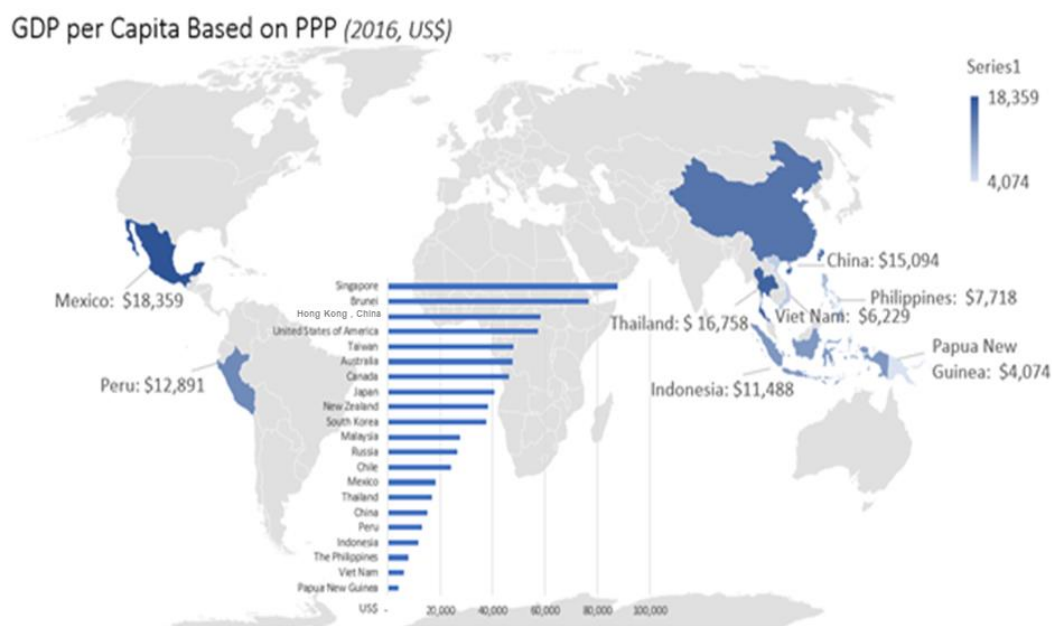 GDP per Capita Based on PPP (2016, US$)
Series1
18,359
4,074
Mexico: $18,359
Peru: $12,891
China: $15,094
Philippines: $7,718
Thailand: $ 16,758
Viet Nam: $6,229
Papua New
Guinea: $4,074
Indonesia: $11,488
Singapore
Brunei
Hong Kong , China
United States of America
Taiwan
Australia
Canada
Japan
New Zealand
South Korea
Malaysia
Russia
Chile
Mexico
Thailand
China
Peru
Indonesia
The Philippines
Viet Nam
Papua New Guinea
US$ - 20,000 40,000 60,000 80,000 100,000